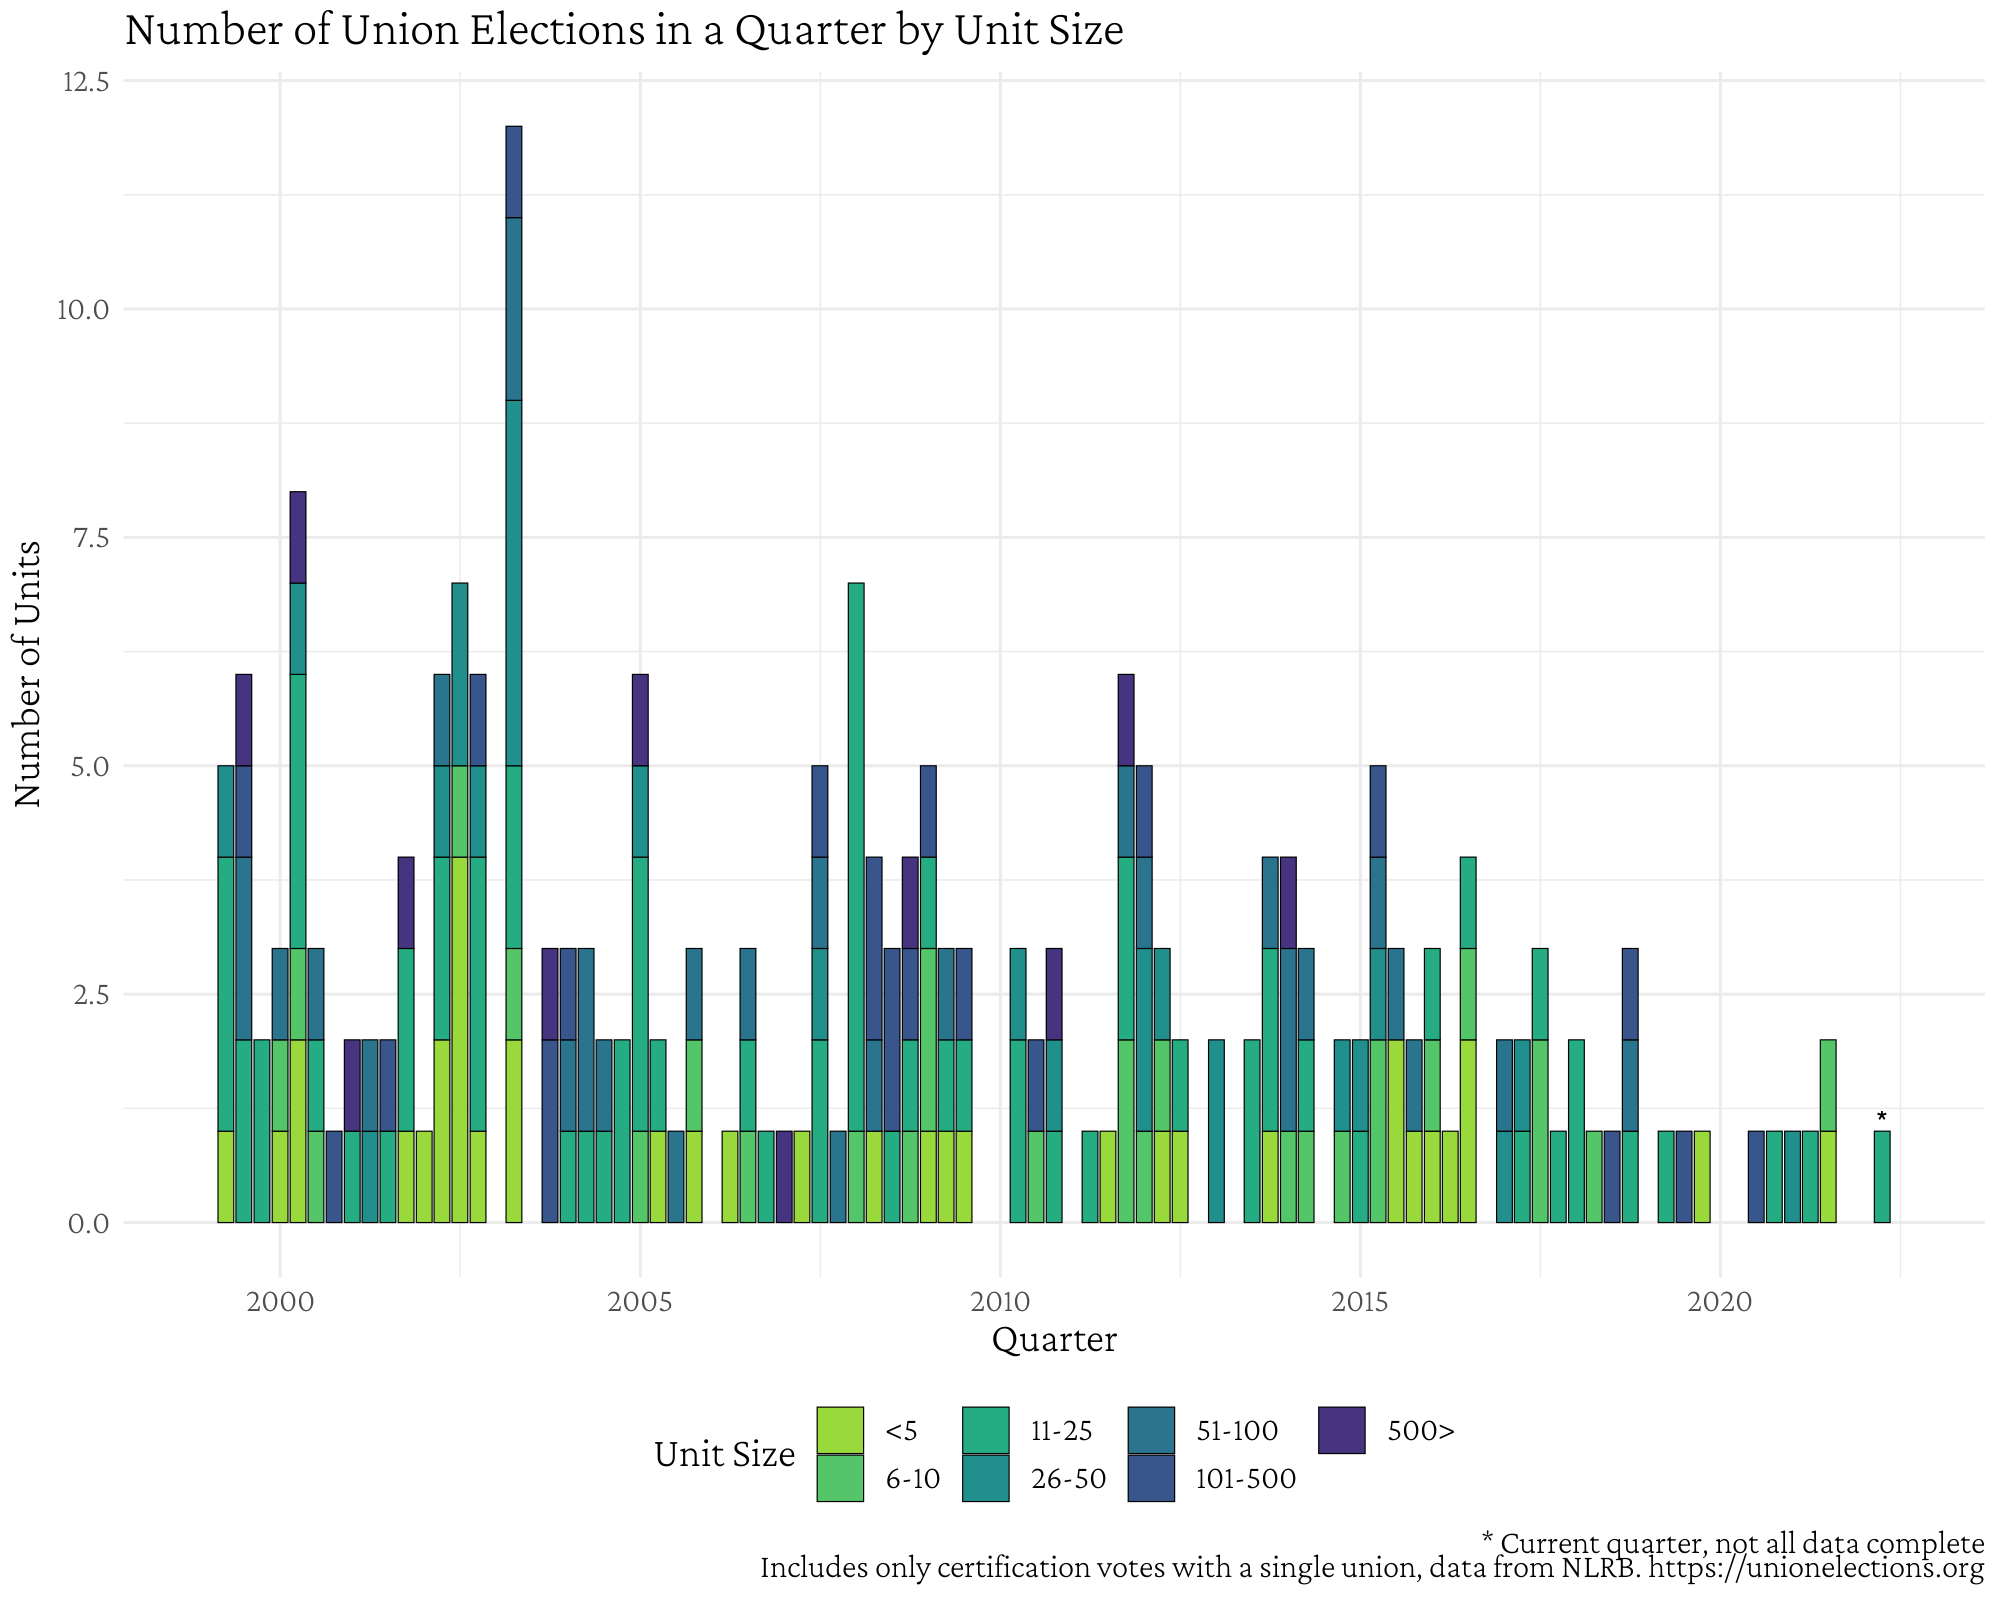 Number of Union Elections in a Quarter by Unit Size
12.5
10.0
7.5
5.0
2.5
0.0
Number of Units
*
2000 2005 2010 2015 2020
Quarter
Unit Size
<5 11-25 51-100 500>
6-10 26-50 101-500
* Current quarter, not all data complete
Includes only certification votes with a single union, data from NLRB. https://unionelections.org